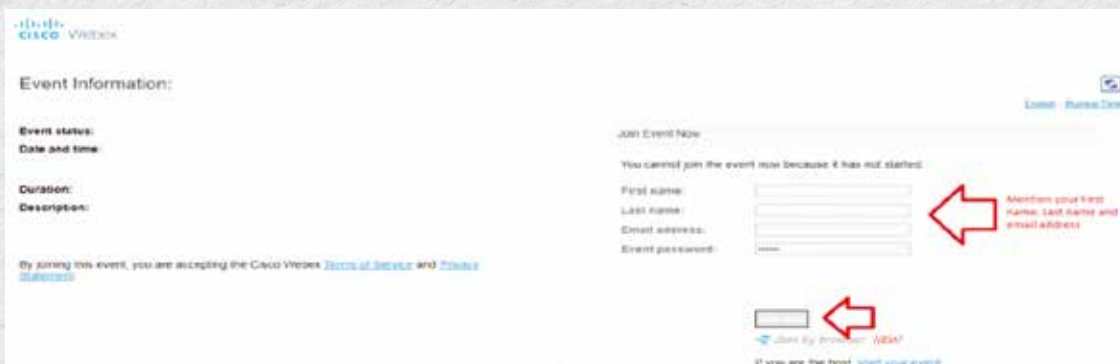 CISCO Webex
Event Information:
Event status:
Date and time:
Duration:
Description:
By joining this event, you are accepting the Cisco Webex Terms of Service and Privacy
Statement.
Join Event Now
You cannot join the event now because it has not started.
First name:
Last name:
Email address:
Event password:
Mention your First
name, Last name and
email address
Join by browser NEW!
If you are the host, start your event.